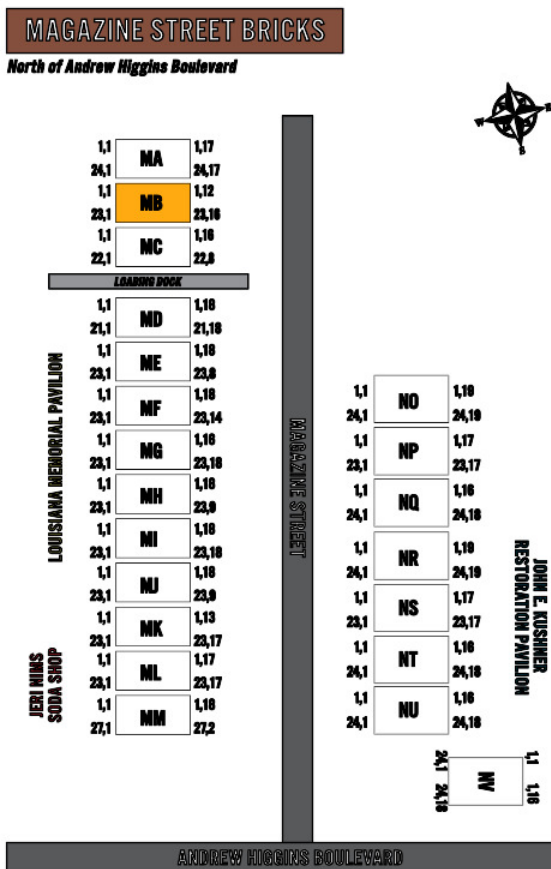 MAGAZINE STREET BRICKS
North of Andrew Higgins Boulevard
N
E
W
S
1,1 MA 1,17
24,1 24,17
1,1 MB 1,12
23,1 23,16
1,1 MC 1,16
22,1 22,8
LOADING DOCK
1,1 MD 1,18
21,1 21,18
1,1 ME 1,18
23,1 23,8
1,1 MF 1,18
23,1 23,14
1,1 MG 1,16
23,1 23,18
1,1 MH 1,18
23,1 23,9
1,1 MI 1,18
23,1 23,18
1,1 MJ 1,18
23,1 23,9
1,1 MK 1,13
23,1 23,17
1,1 ML 1,17
23,1 23,17
1,1 MM 1,18
27,1 27,2
LOUISIANA MEMORIAL PAVILION
JERI NIMS
SODA SHOP
MAGAZINE STREET
1,1 NO 1,19
24,1 24,19
1,1 NP 1,17
23,1 23,17
1,1 NQ 1,16
24,1 24,18
1,1 NR 1,19
24,1 24,19
1,1 NS 1,17
23,1 23,17
1,1 NT 1,16
24,1 24,18
1,1 NU 1,16
24,1 24,18
JOHN E. KUSHNER
RESTORATION PAVILION
1,1 NV 1,16
24,1 24,18
ANDREW HIGGINS BOULEVARD